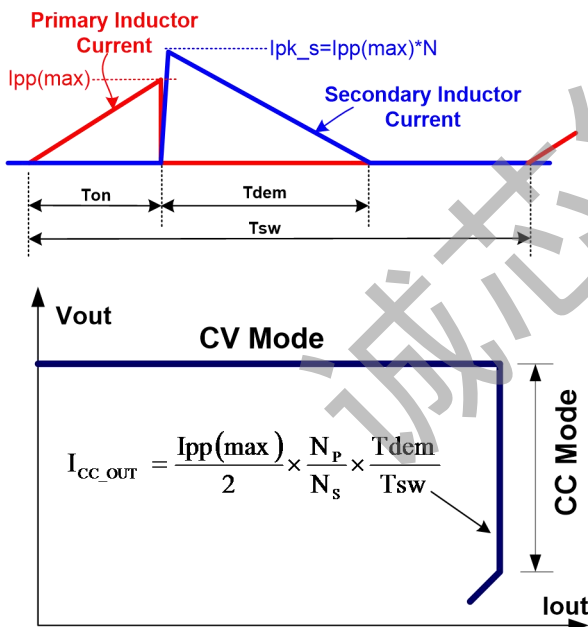 Primary Inductor
Current
Ipk_s=Ipp(max)*N
Ipp(max)
Secondary Inductor
Current
Ton
Tdem
Tsw
Vout
CV Mode
I_CC_OUT = Ipp(max)/2 × N_P/N_S × Tdem/Tsw
CC Mode
Iout
诚芯